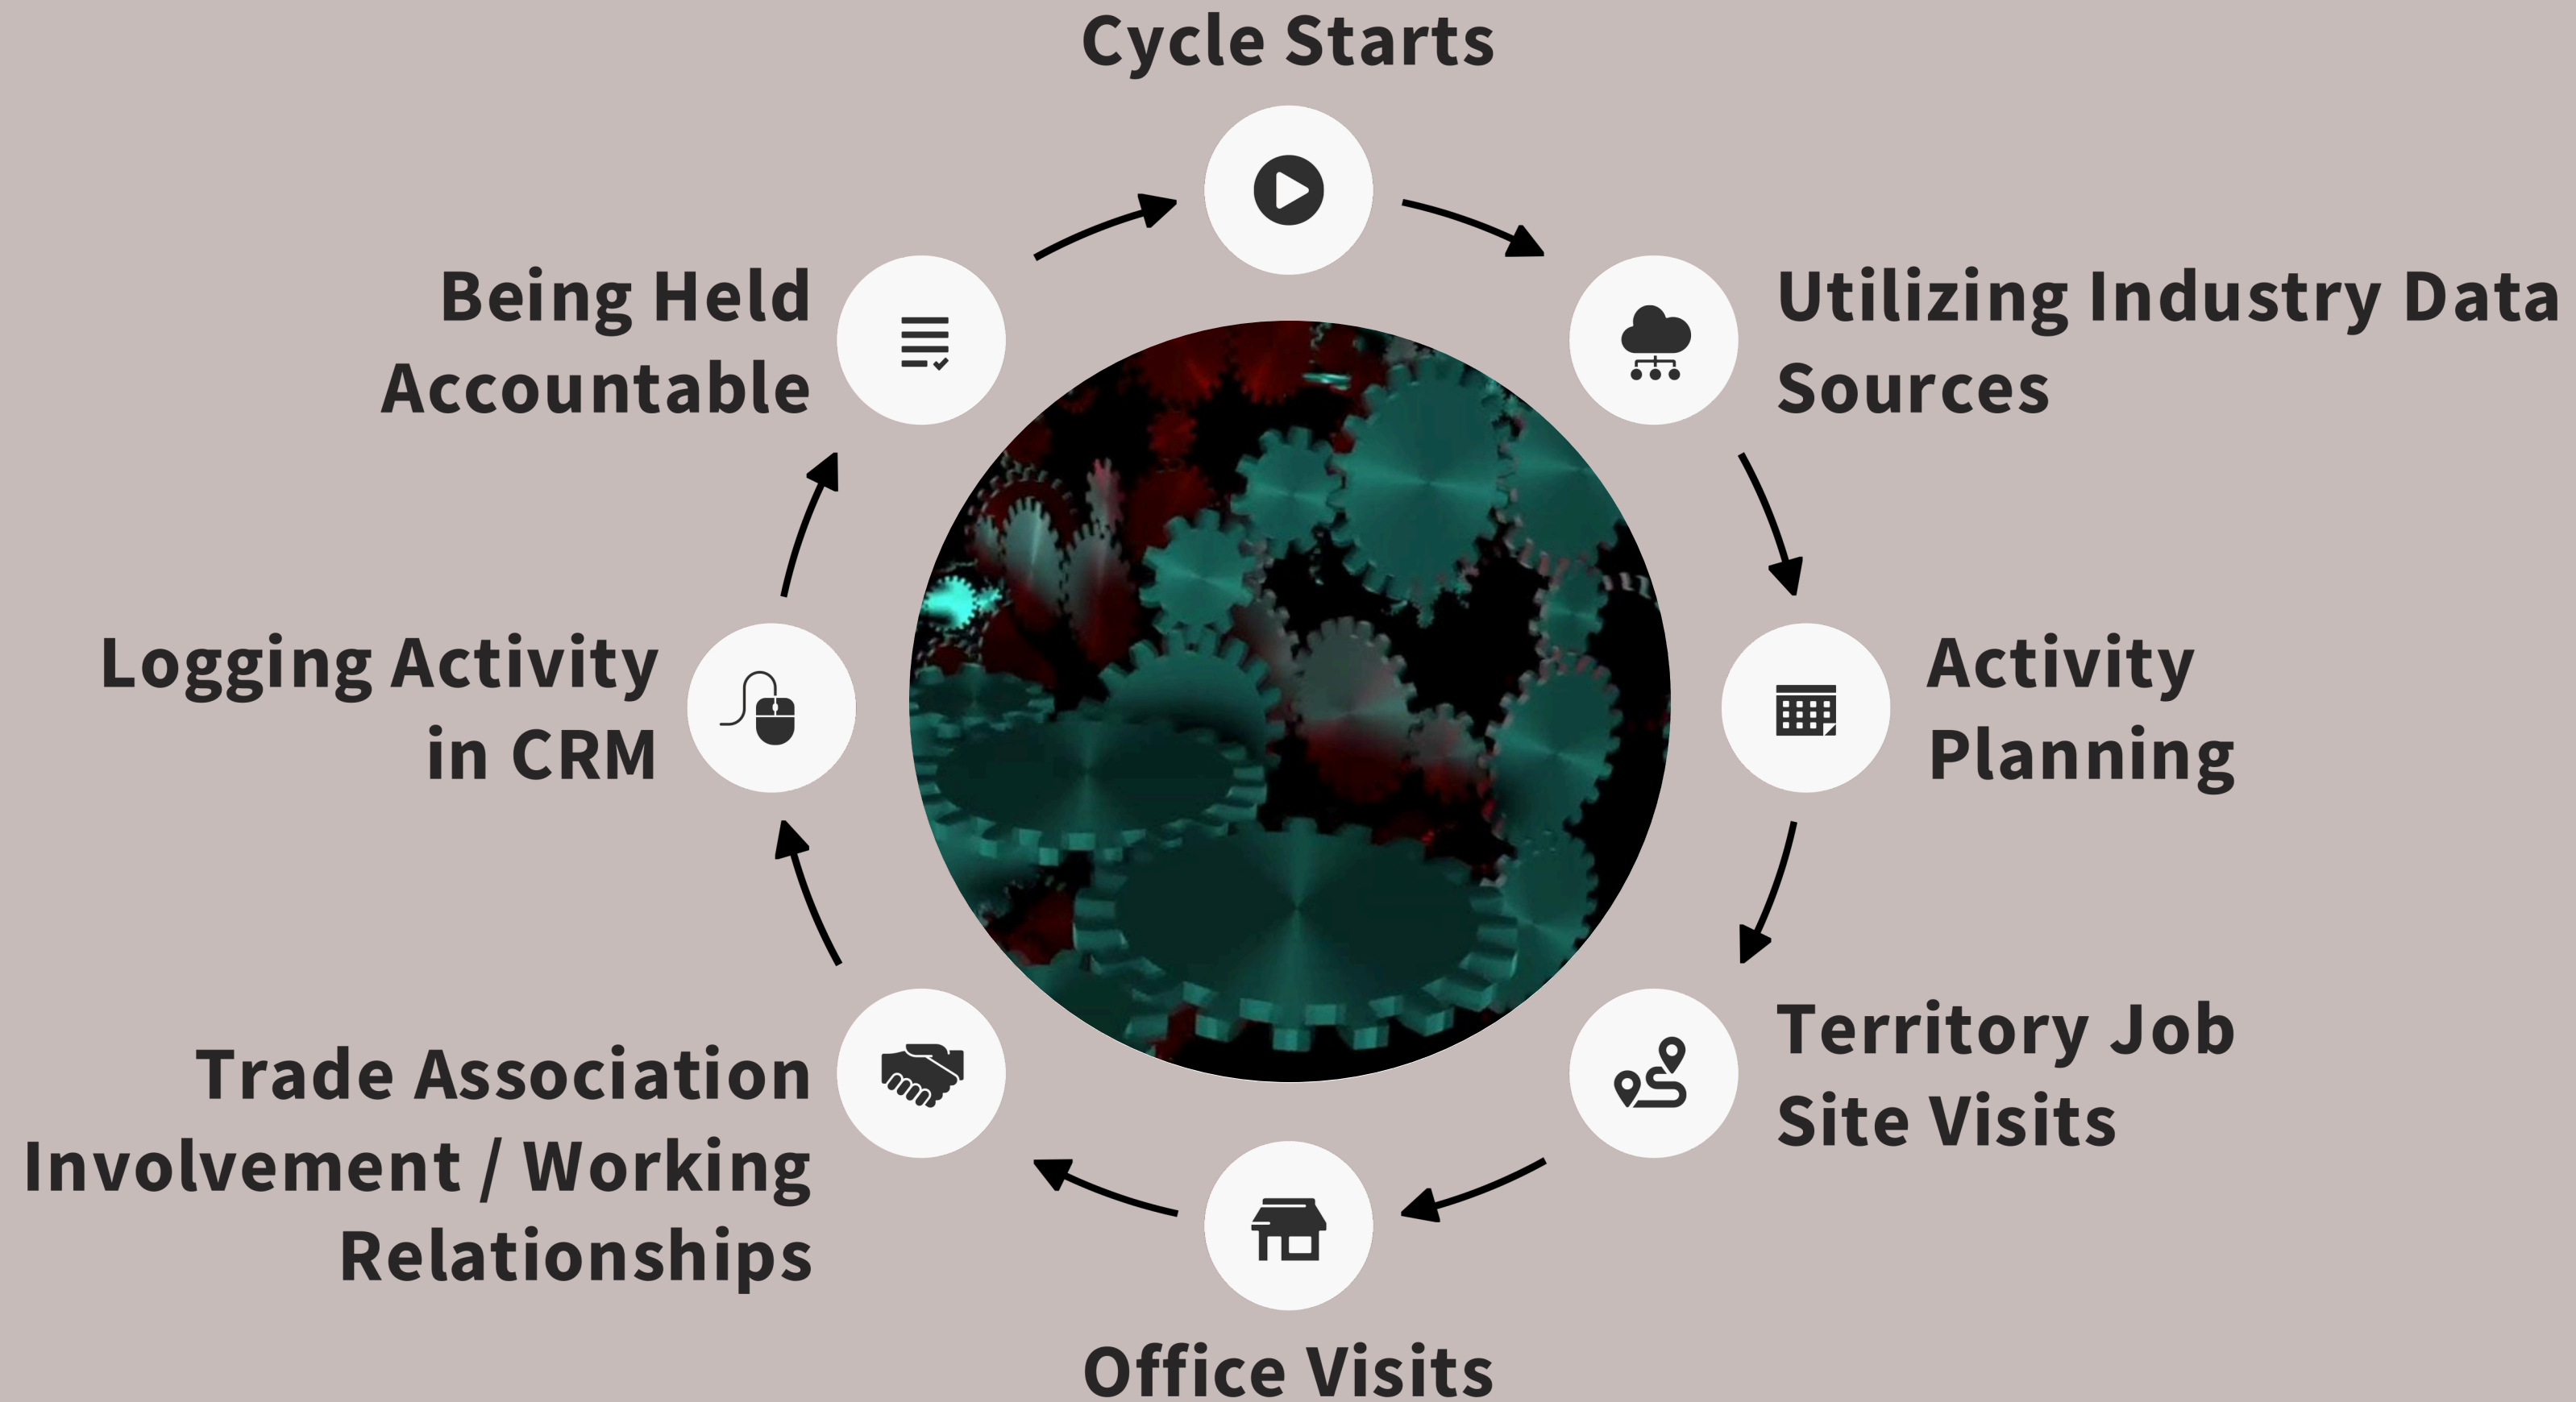 Cycle Starts
Utilizing Industry Data
Sources
Activity
Planning
Territory Job
Site Visits
Office Visits
Trade Association
Involvement / Working
Relationships
Logging Activity
in CRM
Being Held
Accountable